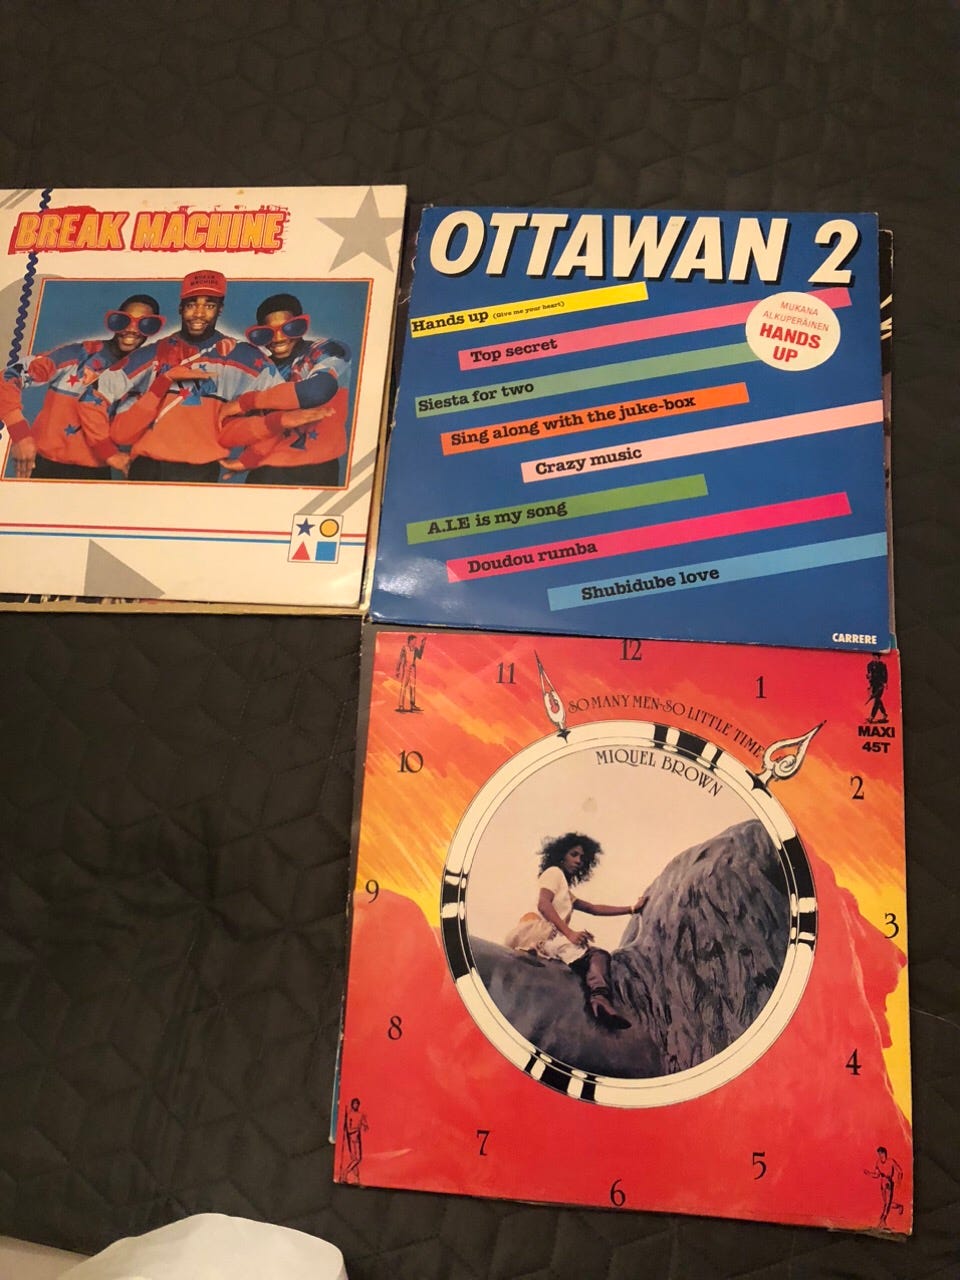 BREAK MACHINE
BREAK
MACHINE
OTTAWAN 2
Hands up (Give me your heart)
Top secret
Siesta for two
Sing along with the juke-box
Crazy music
A.I.E is my song
Doudou rumba
Shubidube love
MUKANA
ALKUPERÄINEN
HANDS
UP
CARRERE
SO MANY MEN-SO LITTLE TIME
MIQUEL BROWN
MAXI
45T
12
1
2
3
4
5
6
7
8
9
10
11